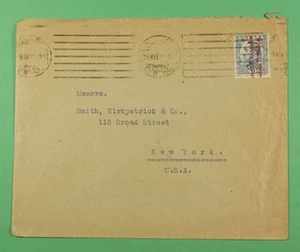 Messrs.
Smith, Kirkpatrick & Co.,
115 Broad Street
New York.
U.S.A.